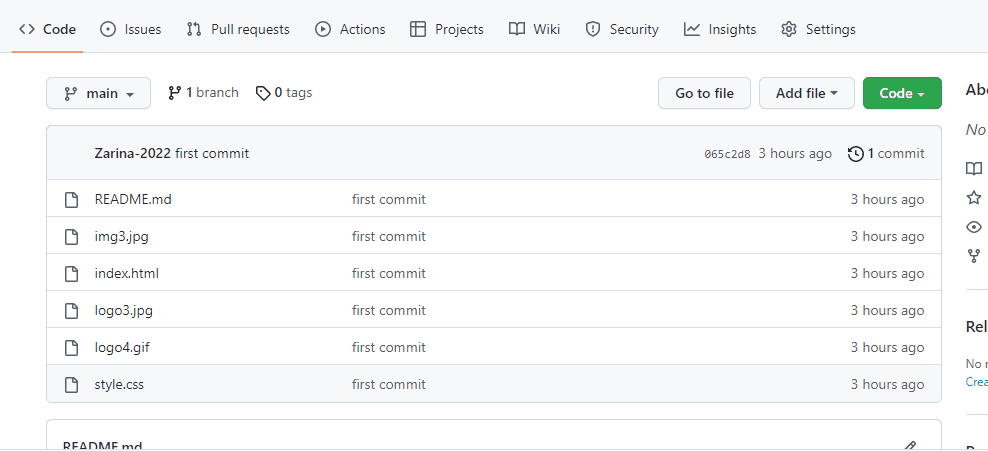 Code Issues Pull requests Actions Projects Wiki Security Insights Settings
main 1 branch 0 tags Go to file Add file Code
Zarina-2022 first commit 065c2d8 3 hours ago 1 commit
README.md first commit 3 hours ago
img3.jpg first commit 3 hours ago
index.html first commit 3 hours ago
logo3.jpg first commit 3 hours ago
logo4.gif first commit 3 hours ago
style.css first commit 3 hours ago
README.md
No
No